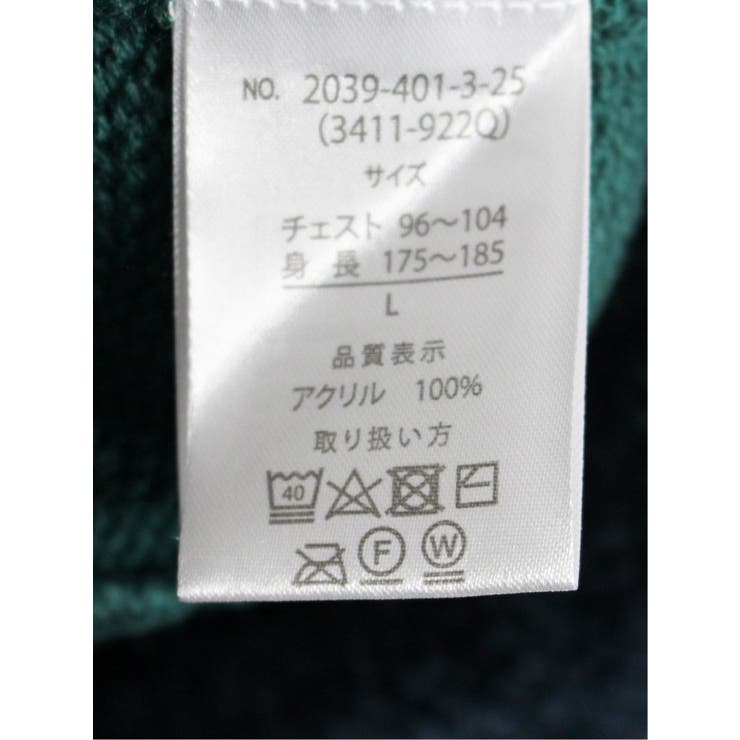 NO. 2039-401-3-25
(3411-922Q)
サイズ
チェスト 96～104
身 長 175～185
L
品質表示
アクリル 100%
取り扱い方
40
F W